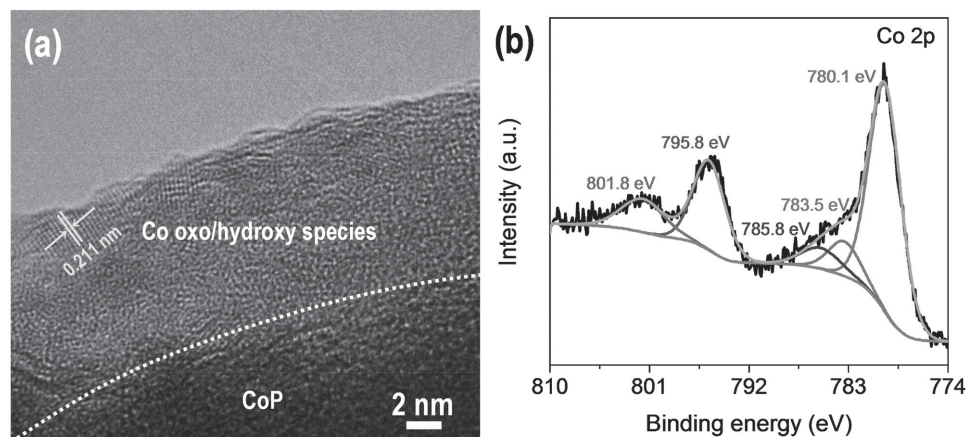 (a)
0.211 nm
Co oxo/hydroxy species
CoP
2 nm
(b)
Co 2p
780.1 eV
795.8 eV
801.8 eV
783.5 eV
785.8 eV
Intensity (a.u.)
810 801 792 783 774
Binding energy (eV)